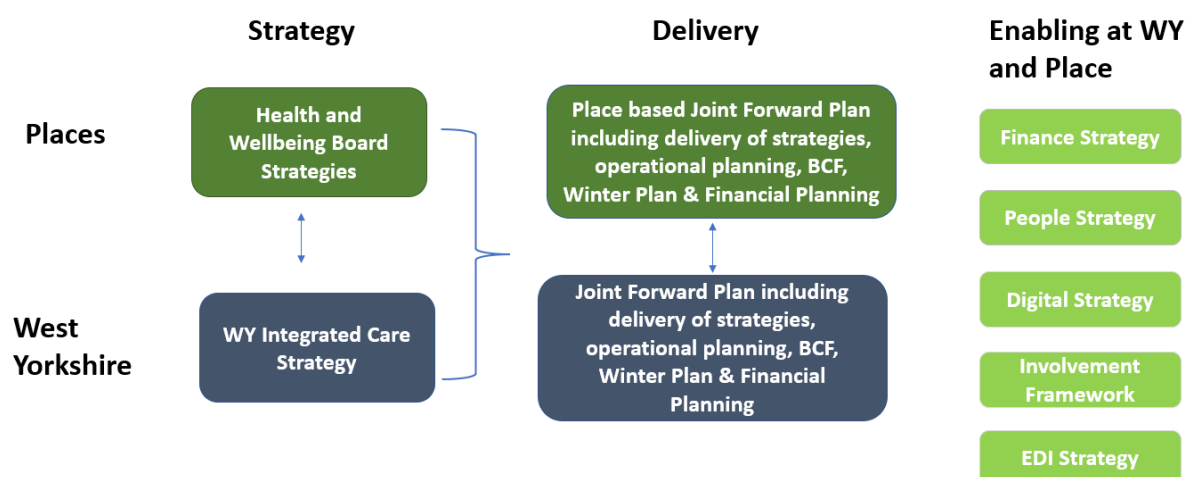 Strategy
Delivery
Enabling at WY
and Place
Places
Health and
Wellbeing Board
Strategies
Place based Joint Forward Plan
including delivery of strategies,
operational planning, BCF,
Winter Plan & Financial Planning
West
Yorkshire
WY Integrated Care
Strategy
Joint Forward Plan including
delivery of strategies,
operational planning, BCF,
Winter Plan & Financial
Planning
Finance Strategy
People Strategy
Digital Strategy
Involvement
Framework
EDI Strategy